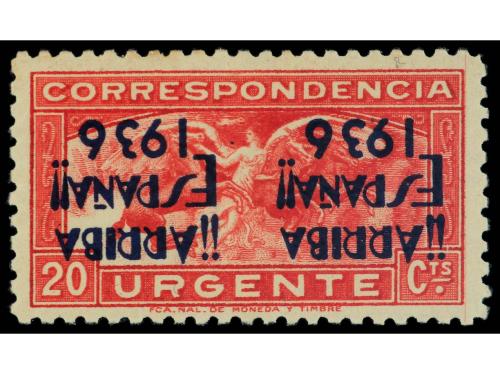 CORRESPONDENCIA
¡¡ARRIBA ¡¡ARRIBA
ESPAÑA!! ESPAÑA!!
1936 1936
20 URGENTE CTS.
FCA. NAL. DE MONEDA Y TIMBRE